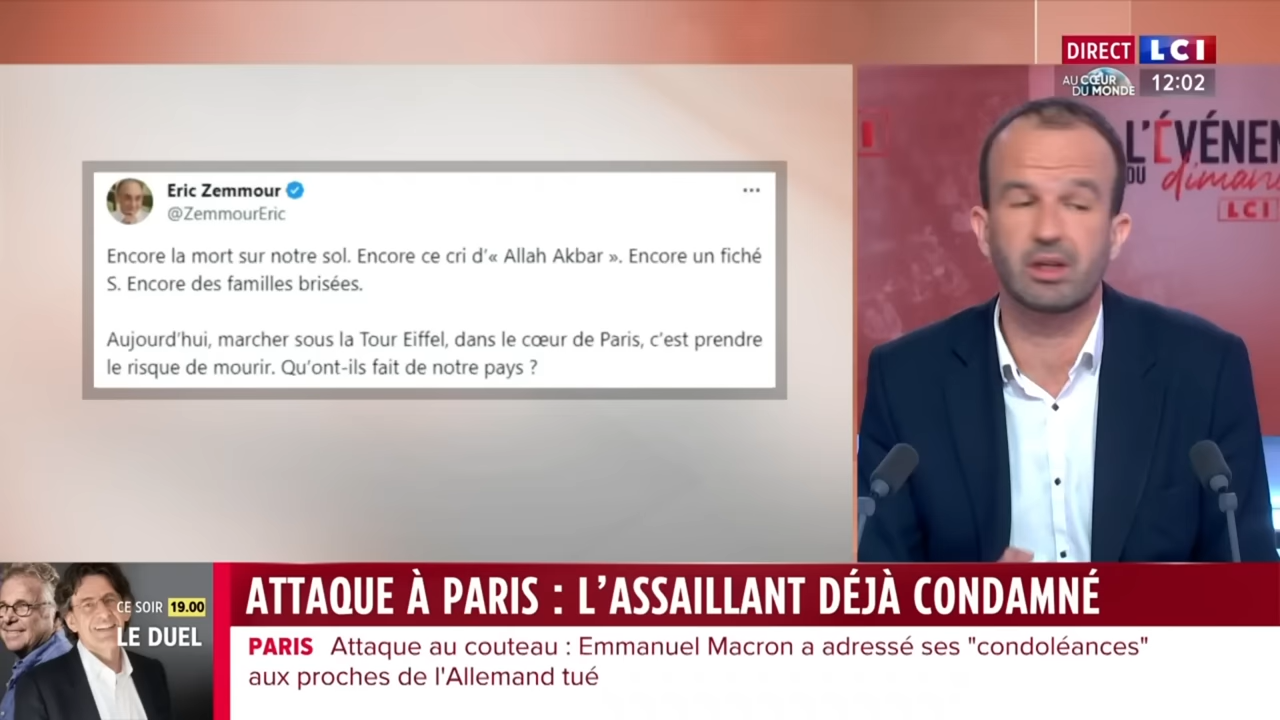 DIRECT LCI
AU CŒUR
DU MONDE
12:02
L'ÉVÉNE
DU diman
LCI
Eric Zemmour
@ZemmourEric
Encore la mort sur notre sol. Encore ce cri d'« Allah Akbar ». Encore un fiché
S. Encore des familles brisées.
Aujourd'hui, marcher sous la Tour Eiffel, dans le cœur de Paris, c'est prendre
le risque de mourir. Qu'ont-ils fait de notre pays ?
CE SOIR 19.00
LE DUEL
ATTAQUE À PARIS : L'ASSAILLANT DÉJÀ CONDAMNÉ
PARIS Attaque au couteau : Emmanuel Macron a adressé ses "condoléances"
aux proches de l'Allemand tué